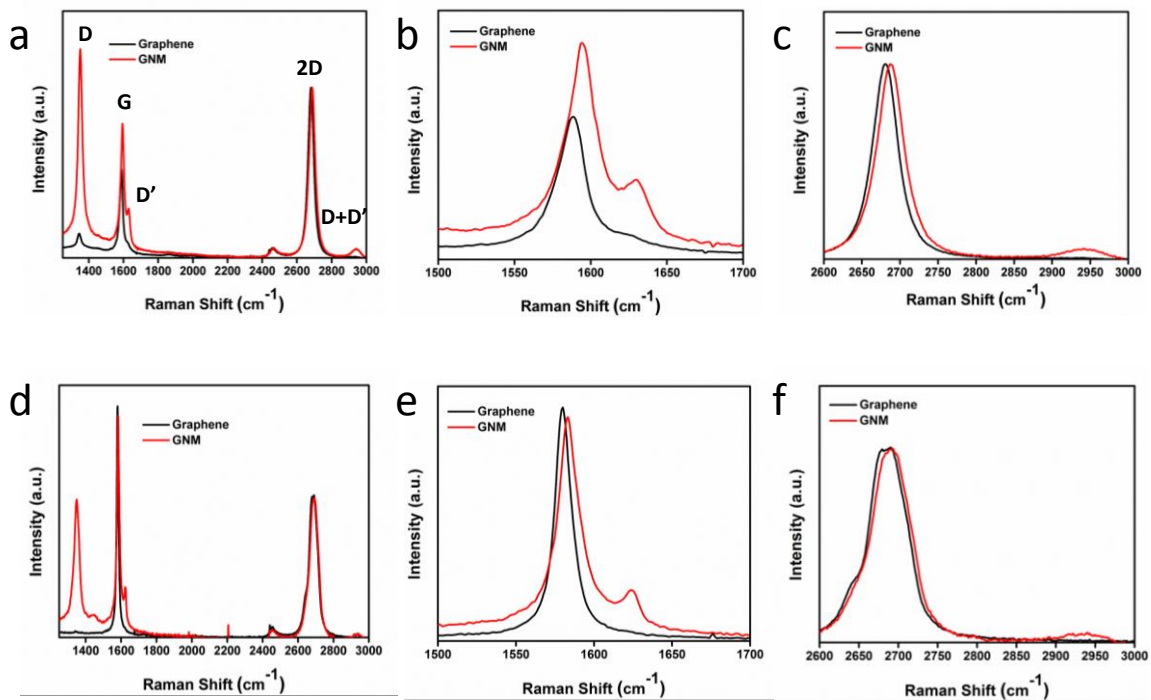 a
D
Graphene
GNM
G
D'
2D
D+D'
Intensity (a.u.)
1400 1600 1800 2000 2200 2400 2600 2800 3000
Raman Shift (cm-1)
b
Graphene
GNM
Intensity (a.u.)
1500 1550 1600 1650 1700
Raman Shift (cm-1)
c
Graphene
GNM
Intensity (a.u.)
2600 2650 2700 2750 2800 2850 2900 2950 3000
Raman Shift (cm-1)
d
Graphene
GNM
Intensity (a.u.)
1400 1600 1800 2000 2200 2400 2600 2800 3000
Raman Shift (cm-1)
e
Graphene
GNM
Intensity (a.u.)
1500 1550 1600 1650 1700
Raman Shift (cm-1)
f
Graphene
GNM
Intensity (a.u.)
2600 2650 2700 2750 2800 2850 2900 2950 3000
Raman Shift (cm-1)